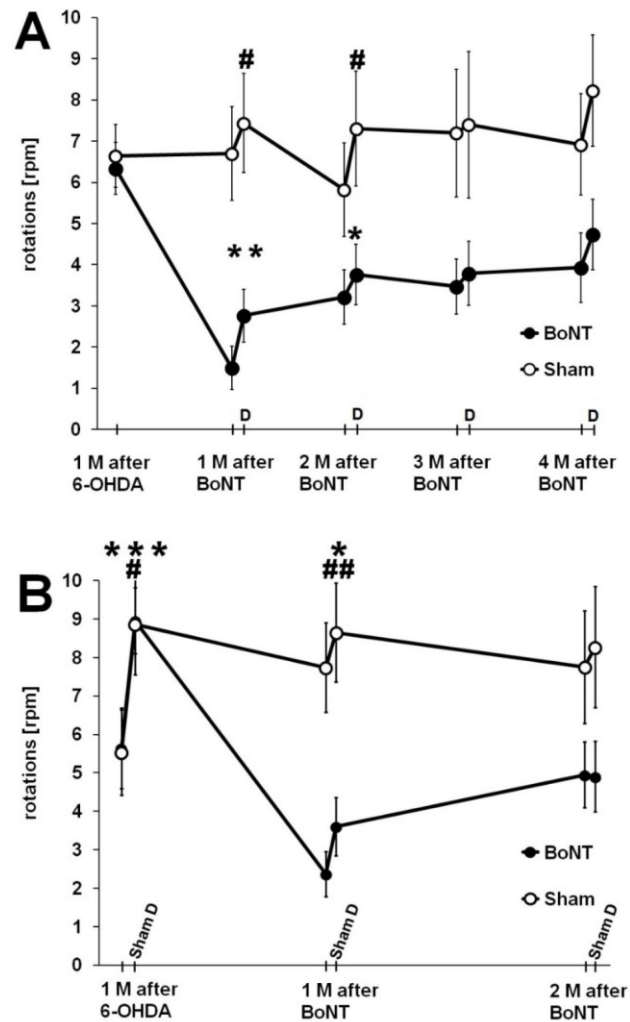 A
10
9
8
7
6
5
4
3
2
1
0
rotations [rpm]
#
#
* *
*
BoNT
Sham
D
D
D
D
1 M after
6-OHDA
1 M after
BoNT
2 M after
BoNT
3 M after
BoNT
4 M after
BoNT
B
* * *
#
*
##
10
9
8
7
6
5
4
3
2
1
0
rotations [rpm]
BoNT
Sham
Sham D
Sham D
Sham D
1 M after
6-OHDA
1 M after
BoNT
2 M after
BoNT